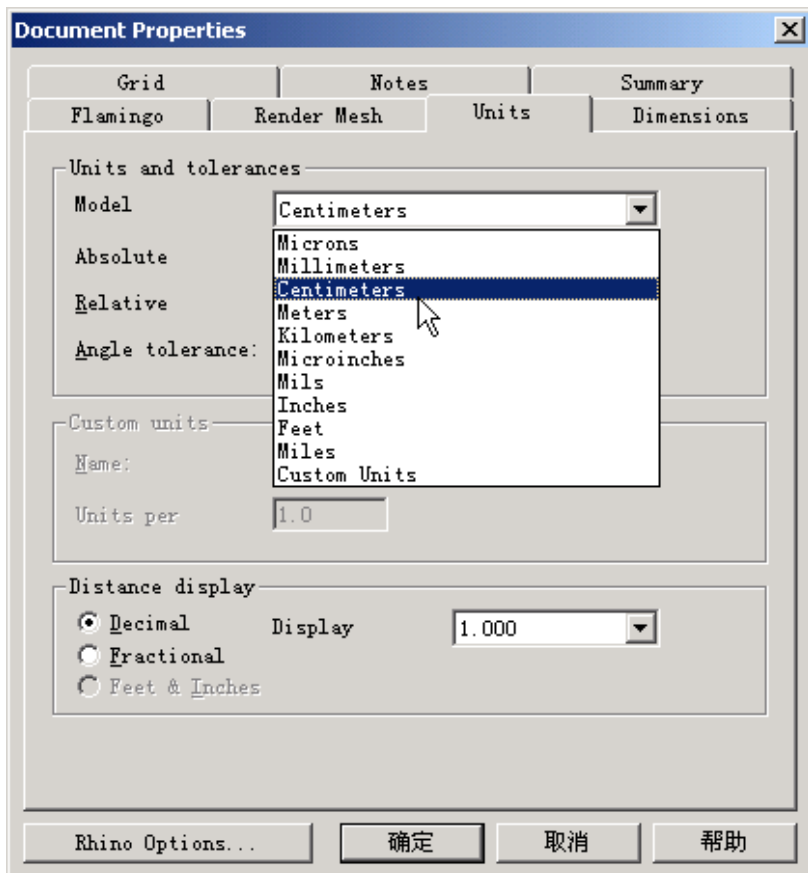 Document Properties
Grid Notes Summary
Flamingo Render Mesh Units Dimensions
Units and tolerances
Model Centimeters
Absolute
Relative
Angle tolerance:
Microns
Millimeters
Centimeters
Meters
Kilometers
Microinches
Mils
Inches
Feet
Miles
Custom Units
Custom units
Name:
Units per 1.0
Distance display
Decimal Display 1.000
Fractional
Feet & Inches
Rhino Options... 确定 取消 帮助